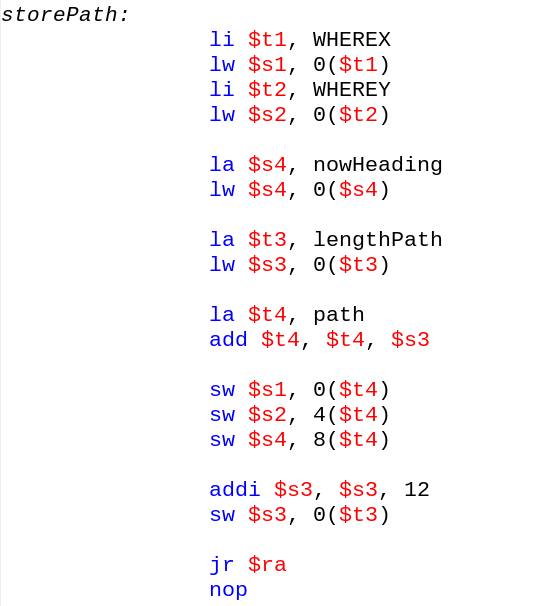 storePath:
li $t1, WHEREX
lw $s1, 0($t1)
li $t2, WHEREY
lw $s2, 0($t2)
la $s4, nowHeading
lw $s4, 0($s4)
la $t3, lengthPath
lw $s3, 0($t3)
la $t4, path
add $t4, $t4, $s3
sw $s1, 0($t4)
sw $s2, 4($t4)
sw $s4, 8($t4)
addi $s3, $s3, 12
sw $s3, 0($t3)
jr $ra
nop